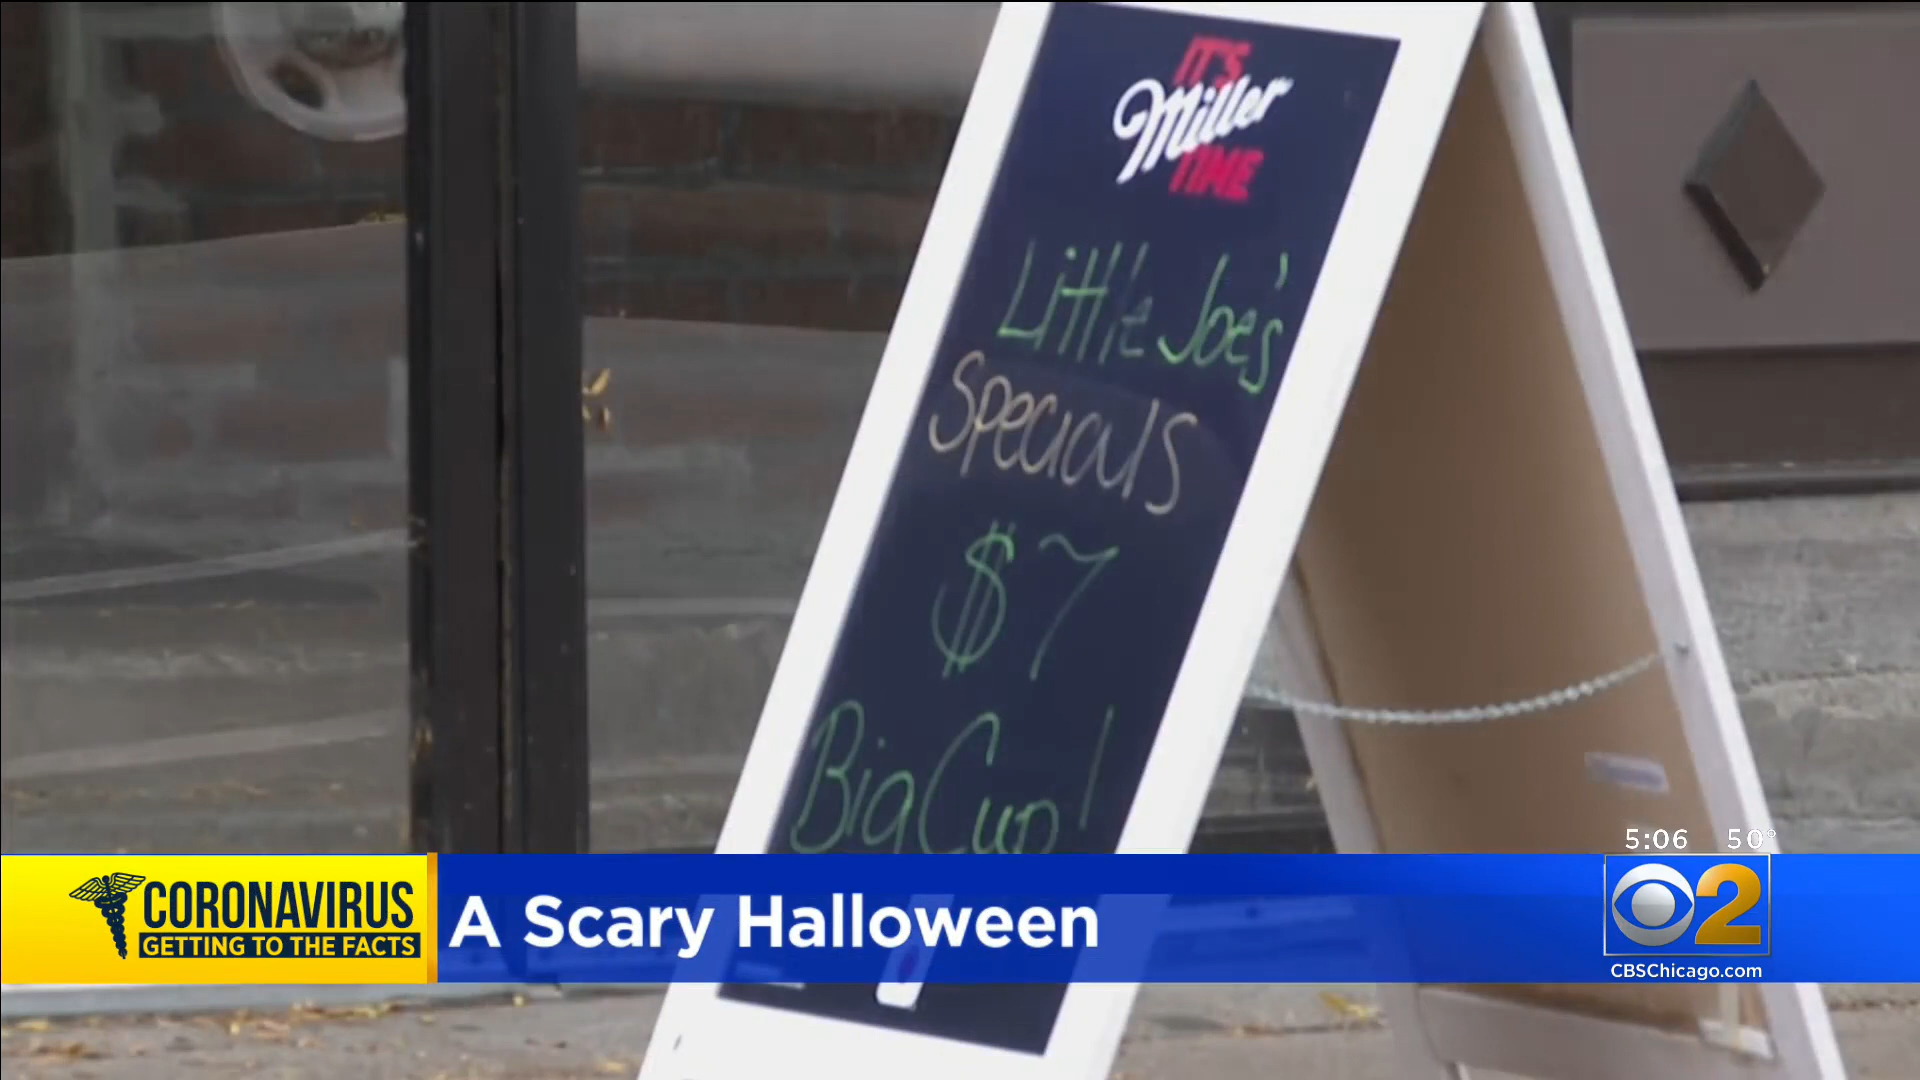 IT'S
Miller
TIME
Little Joe's
Specials
$7
Big Cup!
5:06 50°
CORONAVIRUS
GETTING TO THE FACTS
A Scary Halloween
2
CBSChicago.com